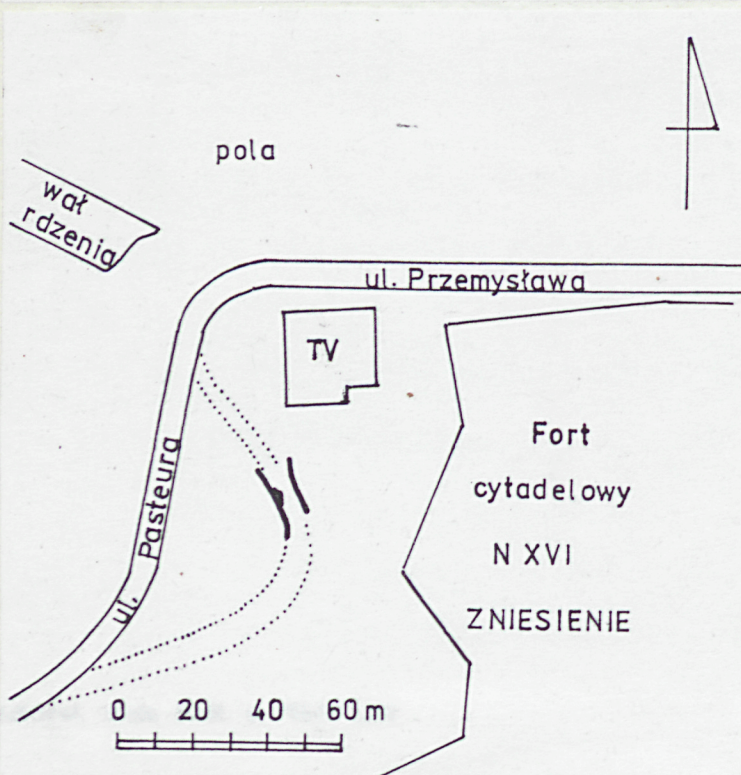 pola
wał
rdzenia
ul. Przemysława
TV
Fort
cytadelowy
N XVI
ZNIESIENIE
ul. Pasteura
0 20 40 60 m